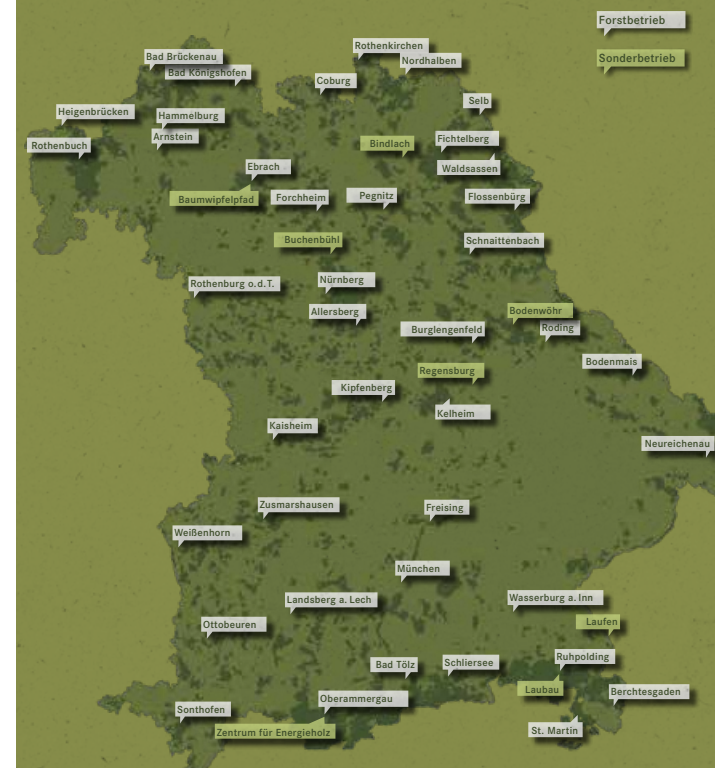 Forstbetrieb
Sonderbetrieb
Rothenkirchen
Bad Brückenau
Nordhalben
Bad Königshofen
Coburg
Selb
Heigenbrücken
Hammelburg
Arnstein
Fichtelberg
Bindlach
Rothenbuch
Ebrach
Waldsassen
Baumwipfelpfad
Forchheim
Pegnitz
Flossenbürg
Buchenbühl
Schnaittenbach
Rothenburg o.d.T.
Nürnberg
Allersberg
Bodenwöhr
Burglengenfeld
Roding
Bodenmais
Regensburg
Kipfenberg
Kelheim
Kaisheim
Neureichenau
Zusmarshausen
Freising
Weißenhorn
München
Landsberg a. Lech
Wasserburg a. Inn
Ottobeuren
Laufen
Ruhpolding
Bad Tölz
Schliersee
Laubau
Berchtesgaden
Oberammergau
Sonthofen
Zentrum für Energieholz
St. Martin